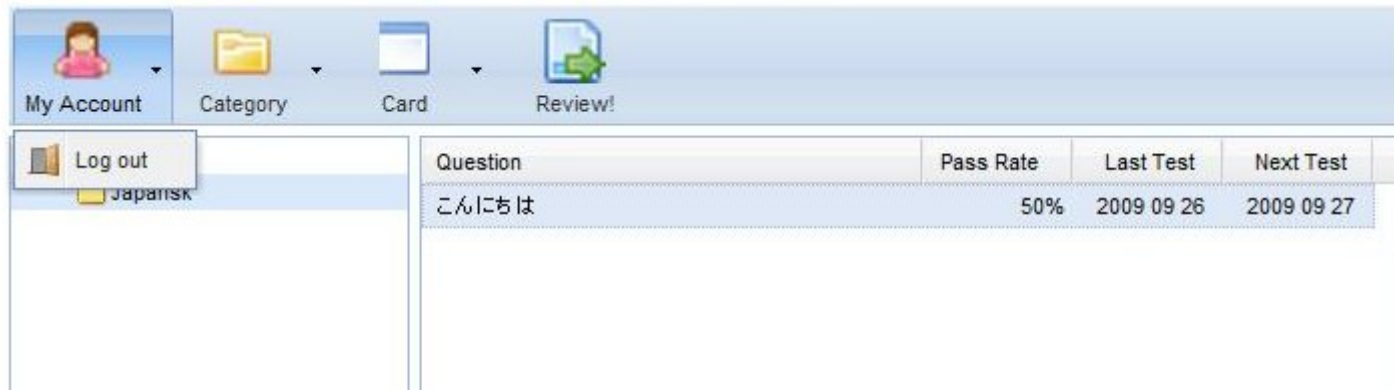 My Account
Category
Card
Review!
Log out
Japansk
Question Pass Rate Last Test Next Test
こんにちは 50% 2009 09 26 2009 09 27